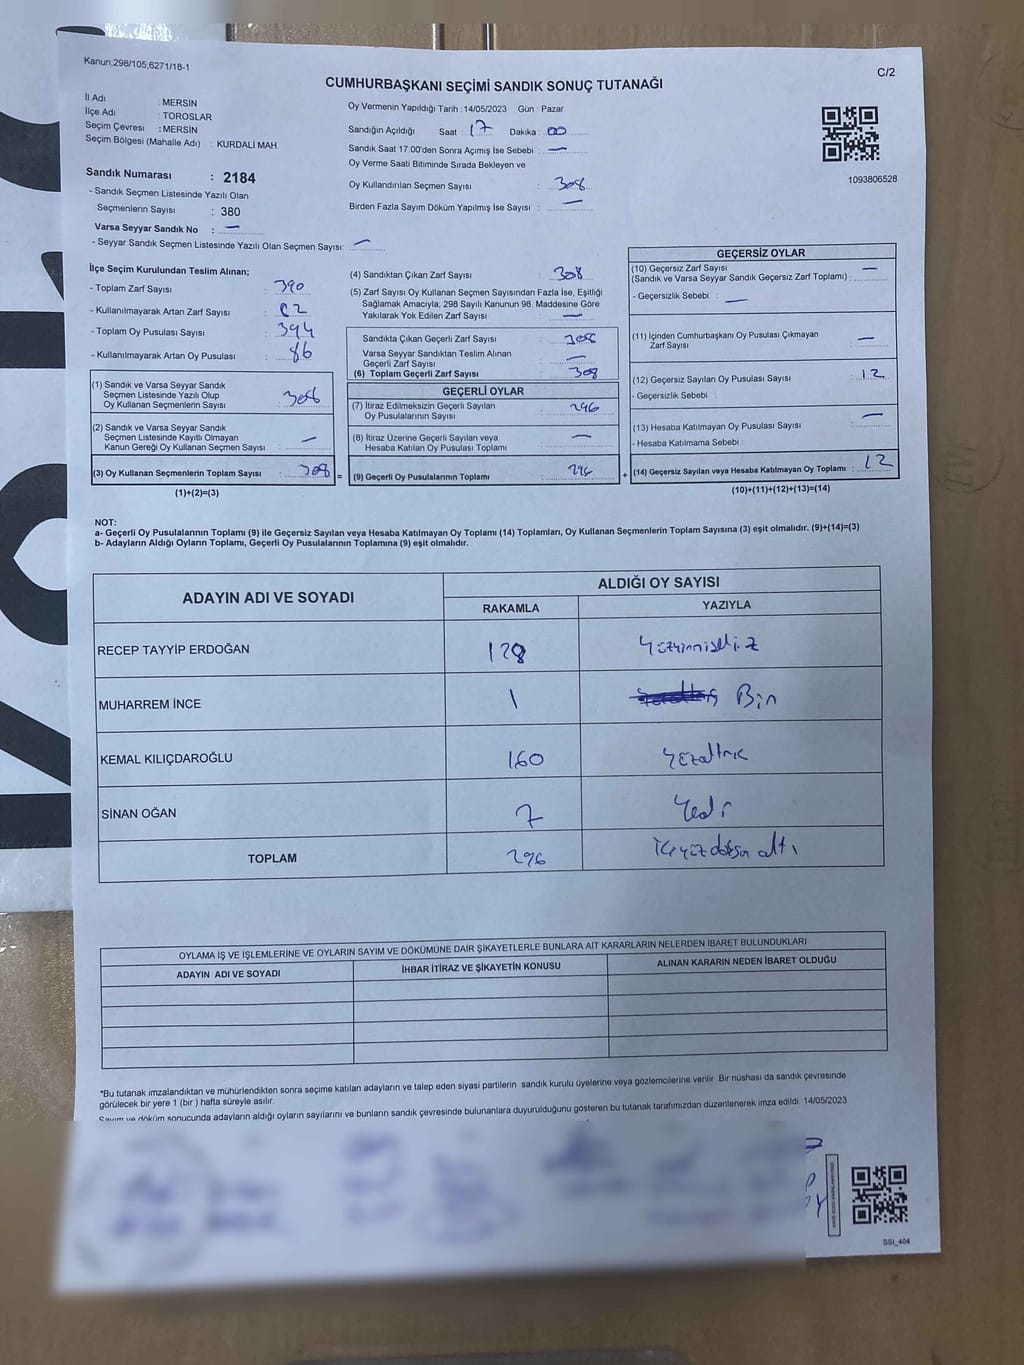 Kanun;298/105,6271/18-1
C/2
CUMHURBAŞKANI SEÇİMİ SANDIK SONUÇ TUTANAĞI
İl Adı : MERSİN
İlçe Adı : TOROSLAR
Seçim Çevresi : MERSİN
Seçim Bölgesi (Mahalle Adı) : KURDALİ MAH.
Sandık Numarası : 2184
- Sandık Seçmen Listesinde Yazılı Olan
Seçmenlerin Sayısı : 380
Varsa Seyyar Sandık No : —
- Seyyar Sandık Seçmen Listesinde Yazılı Olan Seçmen Sayısı: —
Oy Vermenin Yapıldığı Tarih :14/05/2023 Gün : Pazar
Sandığın Açıldığı Saat : 17 Dakika : 00
Sandık Saat 17.00'den Sonra Açımış İse Sebebi : —
Oy Verme Saati Bitiminde Sırada Bekleyen ve
Oy Kullandırılan Seçmen Sayısı : 308
Birden Fazla Sayım Döküm Yapılmış İse Sayısı : —
1093806528
İlçe Seçim Kurulundan Teslim Alınan;
- Toplam Zarf Sayısı : 390
- Kullanılmayarak Artan Zarf Sayısı : 82
- Toplam Oy Pusulası Sayısı : 394
- Kullanılmayarak Artan Oy Pusulası : 86
(1) Sandık ve Varsa Seyyar Sandık
Seçmen Listesinde Yazılı Olup
Oy Kullanan Seçmenlerin Sayısı : 308
(2) Sandık ve Varsa Seyyar Sandık
Seçmen Listesinde Kayıtlı Olmayan
Kanun Gereği Oy Kullanan Seçmen Sayısı : —
(3) Oy Kullanan Seçmenlerin Toplam Sayısı : 308 =
(1)+(2)=(3)
(4) Sandıktan Çıkan Zarf Sayısı : 308
(5) Zarf Sayısı Oy Kullanan Seçmen Sayısından Fazla İse, Eşitliği
Sağlamak Amacıyla, 298 Sayılı Kanunun 98. Maddesine Göre
Yakılarak Yok Edilen Zarf Sayısı : —
Sandıkta Çıkan Geçerli Zarf Sayısı : 308
Varsa Seyyar Sandıktan Teslim Alınan
Geçerli Zarf Sayısı : —
(6) Toplam Geçerli Zarf Sayısı : 308
GEÇERLİ OYLAR
(7) İtiraz Edilmeksizin Geçerli Sayılan
Oy Pusulalarının Sayısı : 296
(8) İtiraz Üzerine Geçerli Sayılan veya
Hesaba Katılan Oy Pusulası Toplamı : —
(9) Geçerli Oy Pusulalarının Toplamı : 296 +
GEÇERSİZ OYLAR
(10) Geçersiz Zarf Sayısı —
(Sandık ve Varsa Seyyar Sandık Geçersiz Zarf Toplamı) :
- Geçersizlik Sebebi : —
(11) İçinden Cumhurbaşkanı Oy Pusulası Çıkmayan
Zarf Sayısı : —
(12) Geçersiz Sayılan Oy Pusulası Sayısı : 12
- Geçersizlik Sebebi :
(13) Hesaba Katılmayan Oy Pusulası Sayısı : —
- Hesaba Katılmama Sebebi :
(14) Geçersiz Sayılan veya Hesaba Katılmayan Oy Toplamı : 12
(10)+(11)+(12)+(13)=(14)
NOT:
a- Geçerli Oy Pusulalarının Toplamı (9) ile Geçersiz Sayılan veya Hesaba Katılmayan Oy Toplamı (14) Toplamları, Oy Kullanan Seçmenlerin Toplam Sayısına (3) eşit olmalıdır. (9)+(14)=(3)
b- Adayların Aldığı Oyların Toplamı, Geçerli Oy Pusulalarının Toplamına (9) eşit olmalıdır.
ADAYIN ADI VE SOYADI
ALDIĞI OY SAYISI
RAKAMLA YAZIYLA
RECEP TAYYİP ERDOĞAN 128 Yüzyirmisekiz
MUHARREM İNCE 1 Bir
KEMAL KILIÇDAROĞLU 160 Yüzaltmış
SİNAN OĞAN 7 Yedi
TOPLAM 296 İkiyüzdoksan altı
OYLAMA İŞ VE İŞLEMLERİNE VE OYLARIN SAYIM VE DÖKÜMÜNE DAİR ŞİKAYETLERLE BUNLARA AİT KARARLARIN NELERDEN İBARET BULUNDUKLARI
ADAYIN ADI VE SOYADI İHBAR İTİRAZ VE ŞİKAYETİN KONUSU ALINAN KARARIN NEDEN İBARET OLDUĞU
*Bu tutanak imzalandıktan ve mühürlendikten sonra seçime katılan adayların ve talep eden siyasi partilerin sandık kurulu üyelerine veya gözlemcilerine verilir. Bir nüshası da sandık çevresinde
görülecek bir yere 1 (bir ) hafta süreyle asılır.
Sayım ve döküm sonucunda adayların aldığı oyların sayılarını ve bunların sandık çevresinde bulunanlara duyurulduğunu gösteren bu tutanak tarafımızdan düzenlenerek imza edildi. 14/05/2023
SSI_404